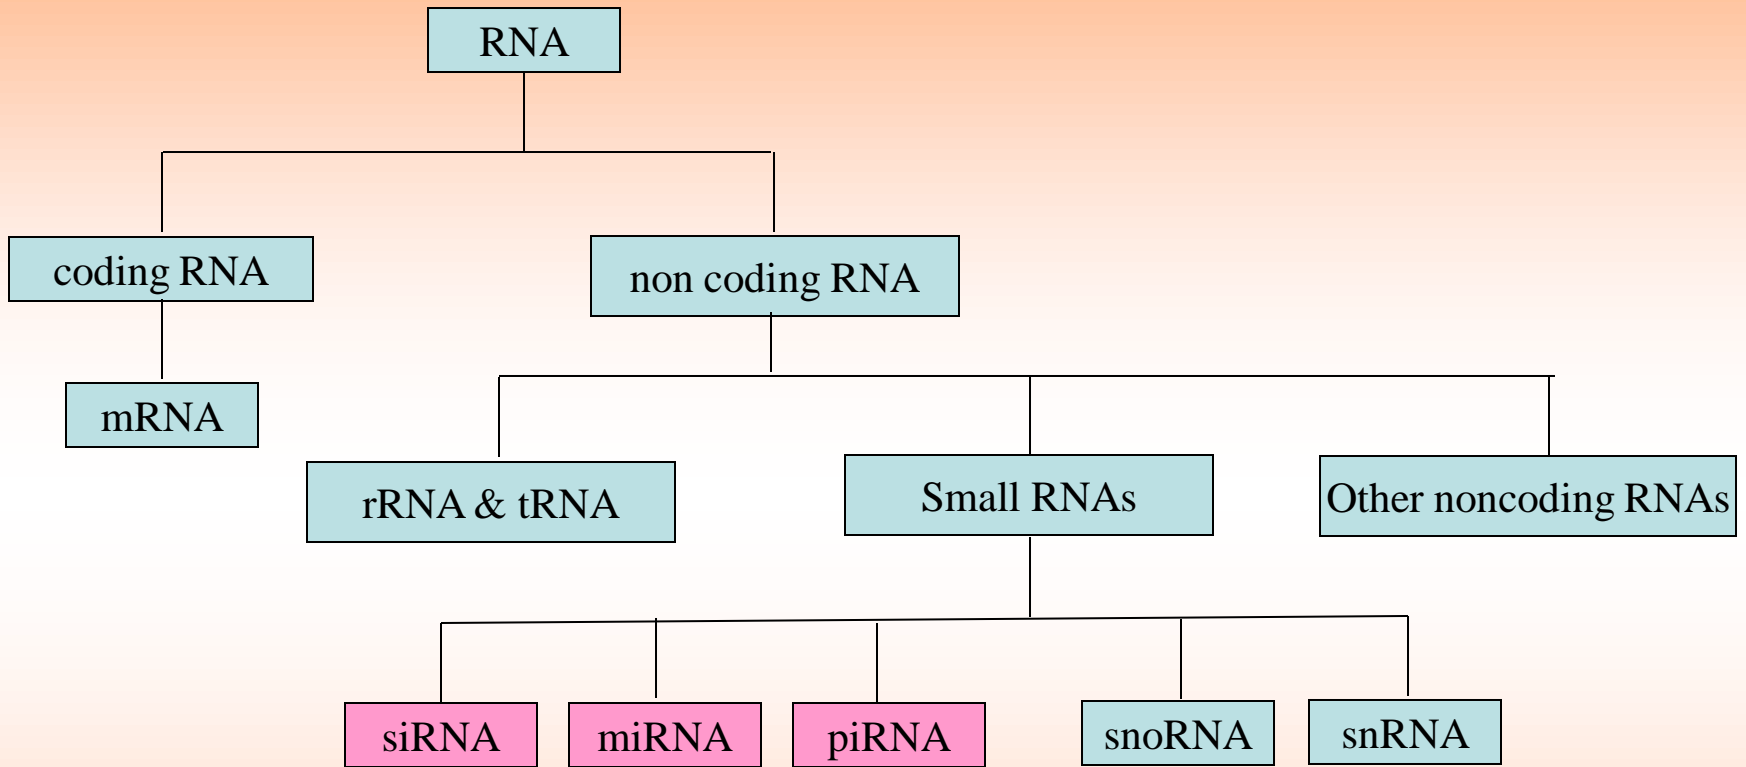 RNA
coding RNA
non coding RNA
mRNA
rRNA & tRNA
Small RNAs
Other noncoding RNAs
siRNA
miRNA
piRNA
snoRNA
snRNA